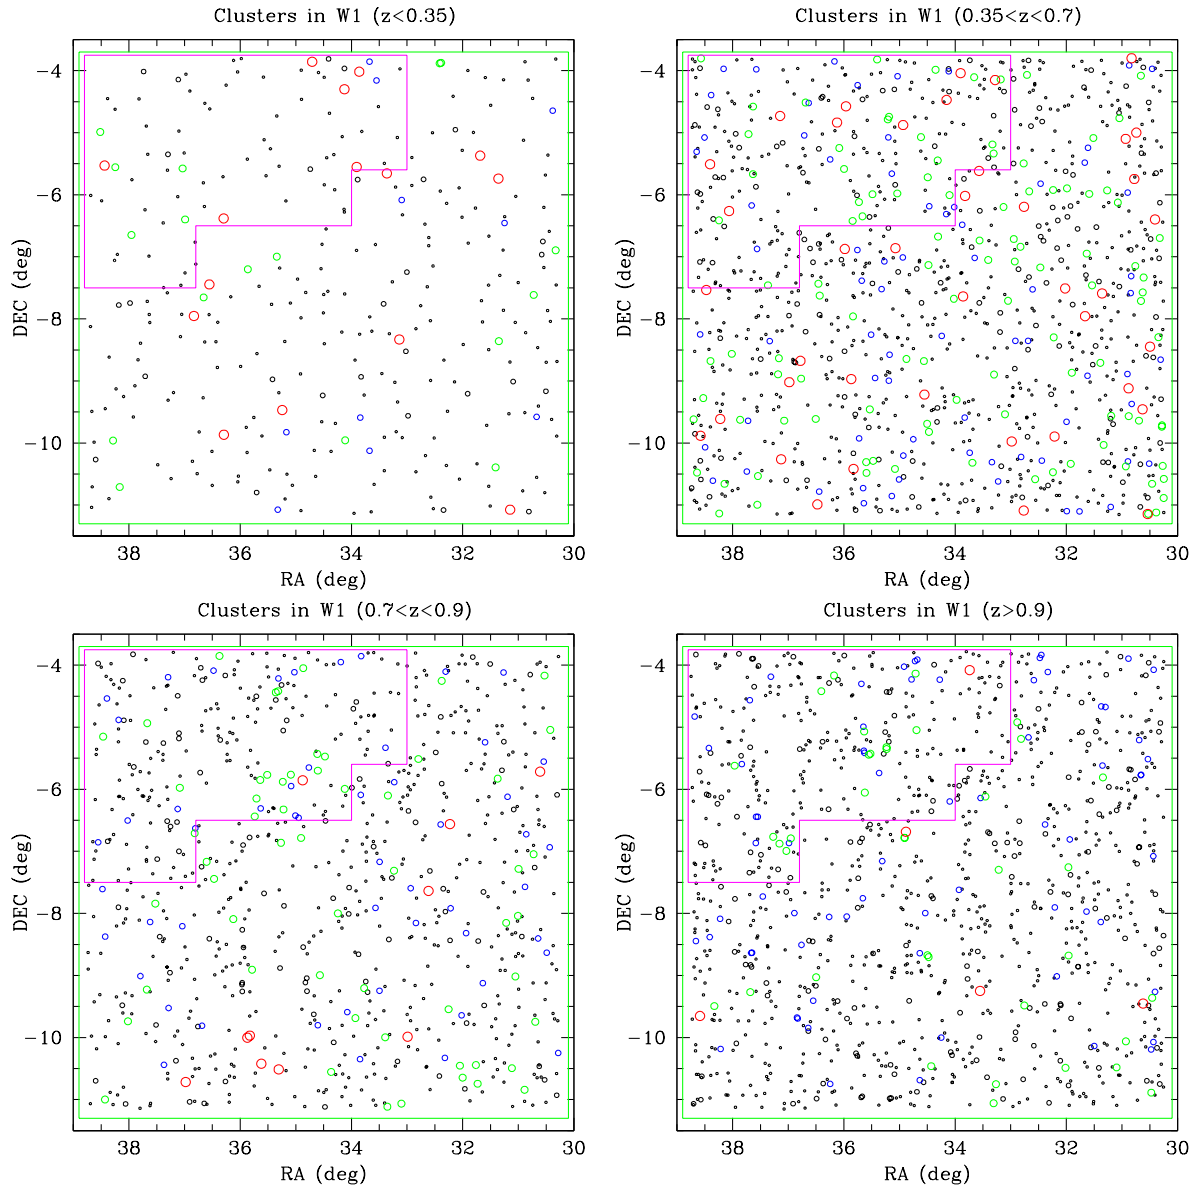 Clusters in W1 (z<0.35)
−4
−6
−8
−10
DEC (deg)
38 36 34 32 30
RA (deg)
Clusters in W1 (0.35<z<0.7)
−4
−6
−8
−10
DEC (deg)
38 36 34 32 30
RA (deg)
Clusters in W1 (0.7<z<0.9)
−4
−6
−8
−10
DEC (deg)
38 36 34 32 30
RA (deg)
Clusters in W1 (z>0.9)
−4
−6
−8
−10
DEC (deg)
38 36 34 32 30
RA (deg)